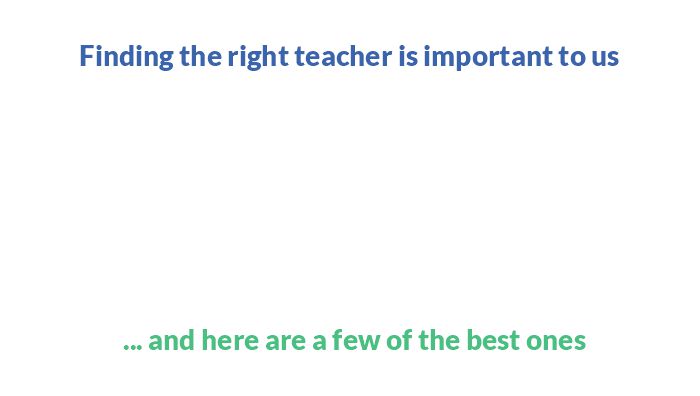 Finding the right teacher is important to us
... and here are a few of the best ones